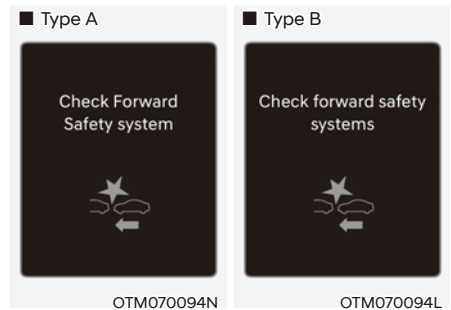 ■ Type A
Check Forward
Safety system
OTM070094N
■ Type B
Check forward safety
systems
OTM070094L